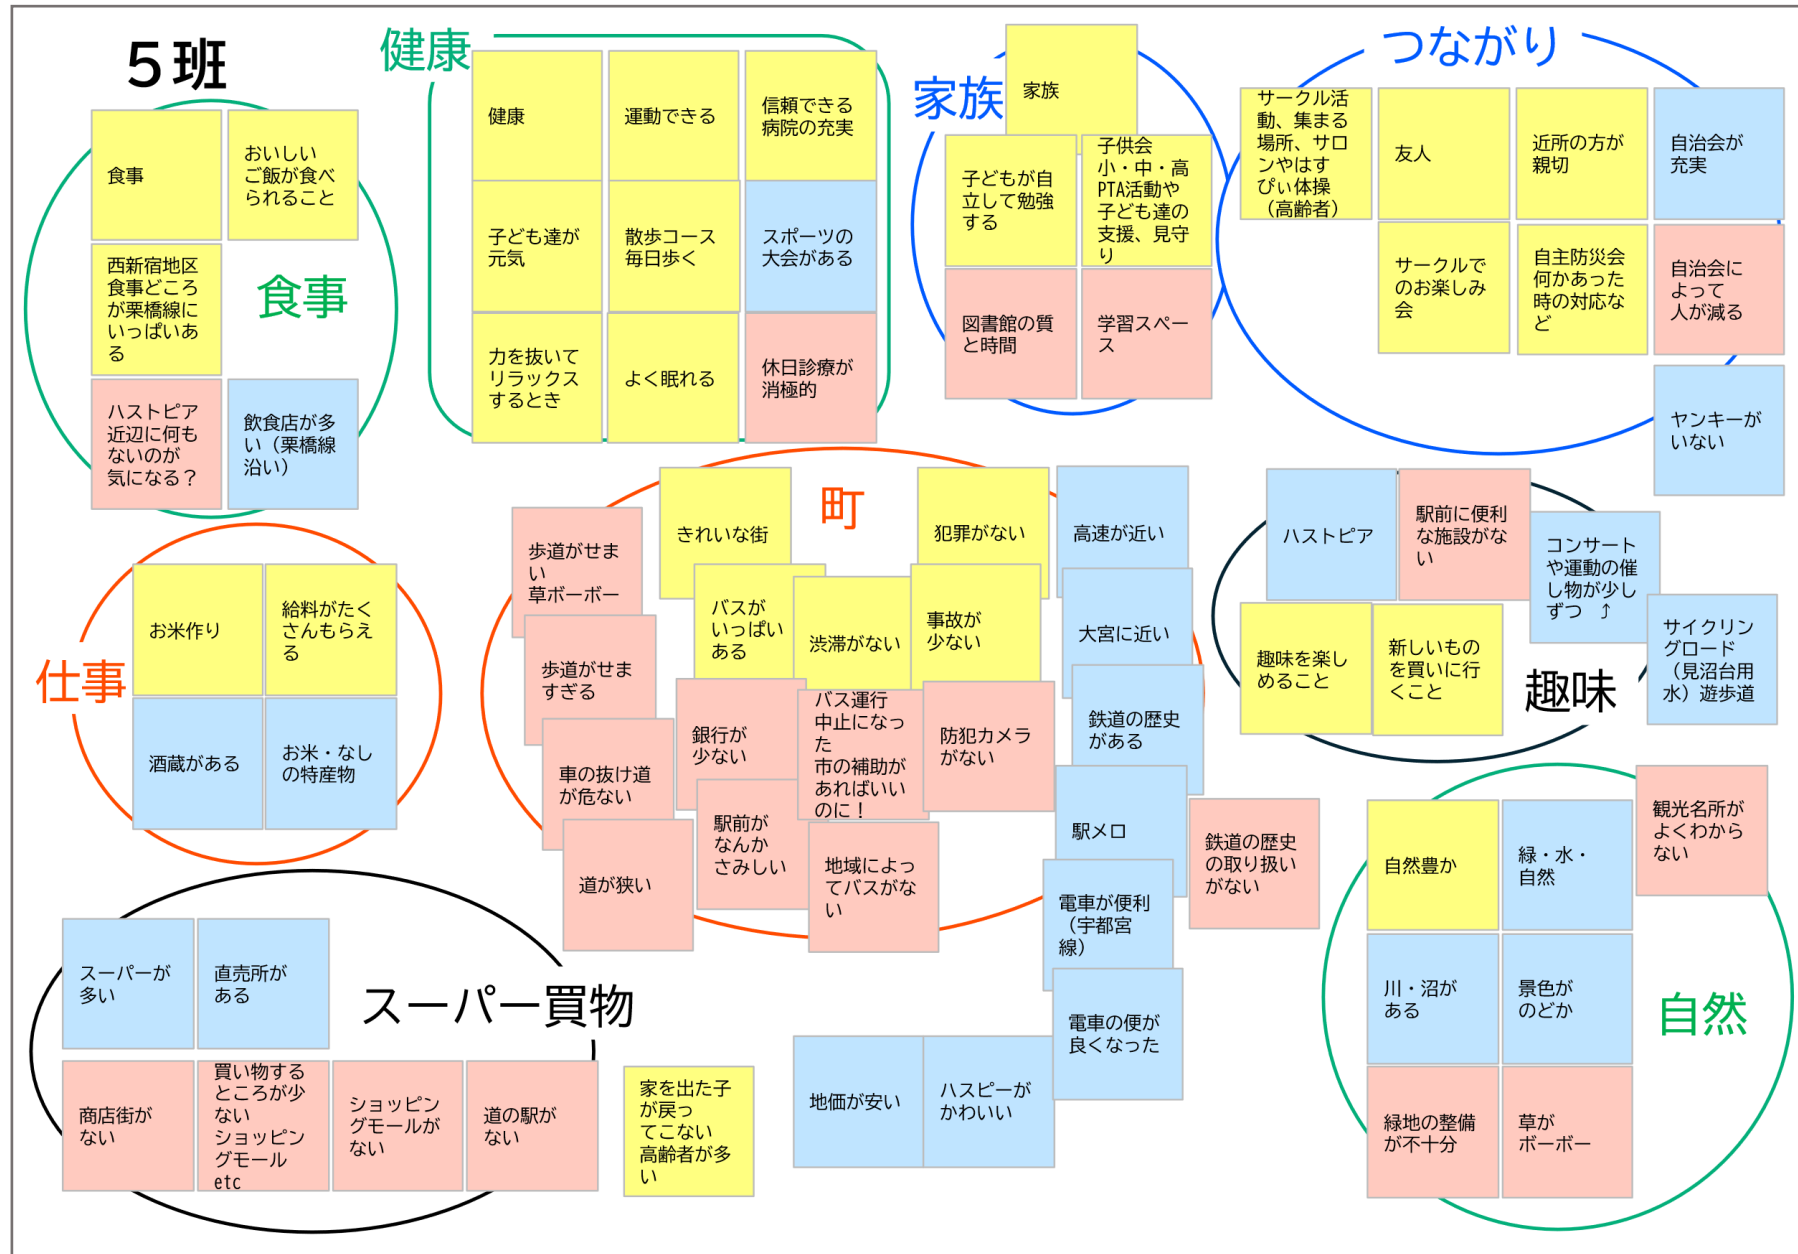 5班
食事
おいしい
ご飯が食べ
られること
西新宿地区
食事どころ
が栗橋線に
いっぱいあ
る
食事
ハストピア
近辺に何も
ないのが
気になる？
飲食店が多
い（栗橋線
沿い）
健康
健康
運動できる
信頼できる
病院の充実
子ども達が
元気
散歩コース
毎日歩く
スポーツの
大会がある
力を抜いて
リラックス
するとき
よく眠れる
休日診療が
消極的
家族
家族
子どもが自
立して勉強
する
子供会
小・中・高
PTA活動や
子ども達の
支援、見守
り
図書館の質
と時間
学習スペー
ス
つながり
サークル活
動、集まる
場所、サロ
ンやはす
ぴぃ体操
（高齢者）
友人
近所の方が
親切
自治会が
充実
サークルで
のお楽しみ
会
自主防災会
何かあった
時の対応な
ど
自治会に
よって
人が減る
ヤンキーが
いない
仕事
お米作り
給料がたく
さんもらえ
る
酒蔵がある
お米・なし
の特産物
町
歩道がせま
い
草ボーボー
歩道がせま
すぎる
車の抜け道
が危ない
道が狭い
きれいな街
バスが
いっぱい
ある
渋滞がない
犯罪がない
事故が
少ない
銀行が
少ない
駅前が
なんか
さみしい
バス運行
中止になっ
た
市の補助が
あればいい
のに！
地域によっ
てバスがな
い
防犯カメラ
がない
高速が近い
大宮に近い
鉄道の歴史
がある
駅メロ
電車が便利
（宇都宮
線）
電車の便が
良くなった
鉄道の歴史
の取り扱い
がない
趣味
ハストピア
駅前に便利
な施設がな
い
コンサート
や運動の催
し物が少し
ずつ　⤴
サイクリン
グロード
（見沼台用
水）遊歩道
趣味を楽し
めること
新しいもの
を買いに行
くこと
スーパー買物
スーパーが
多い
直売所が
ある
商店街が
ない
買い物する
ところが少
ない
ショッピン
グモール
etc
ショッピン
グモールが
ない
道の駅が
ない
家を出た子
が戻っ
てこない
高齢者が多
い
地価が安い
ハスピーが
かわいい
自然
自然豊か
緑・水・
自然
観光名所が
よくわから
ない
川・沼が
ある
景色が
のどか
緑地の整備
が不十分
草が
ボーボー